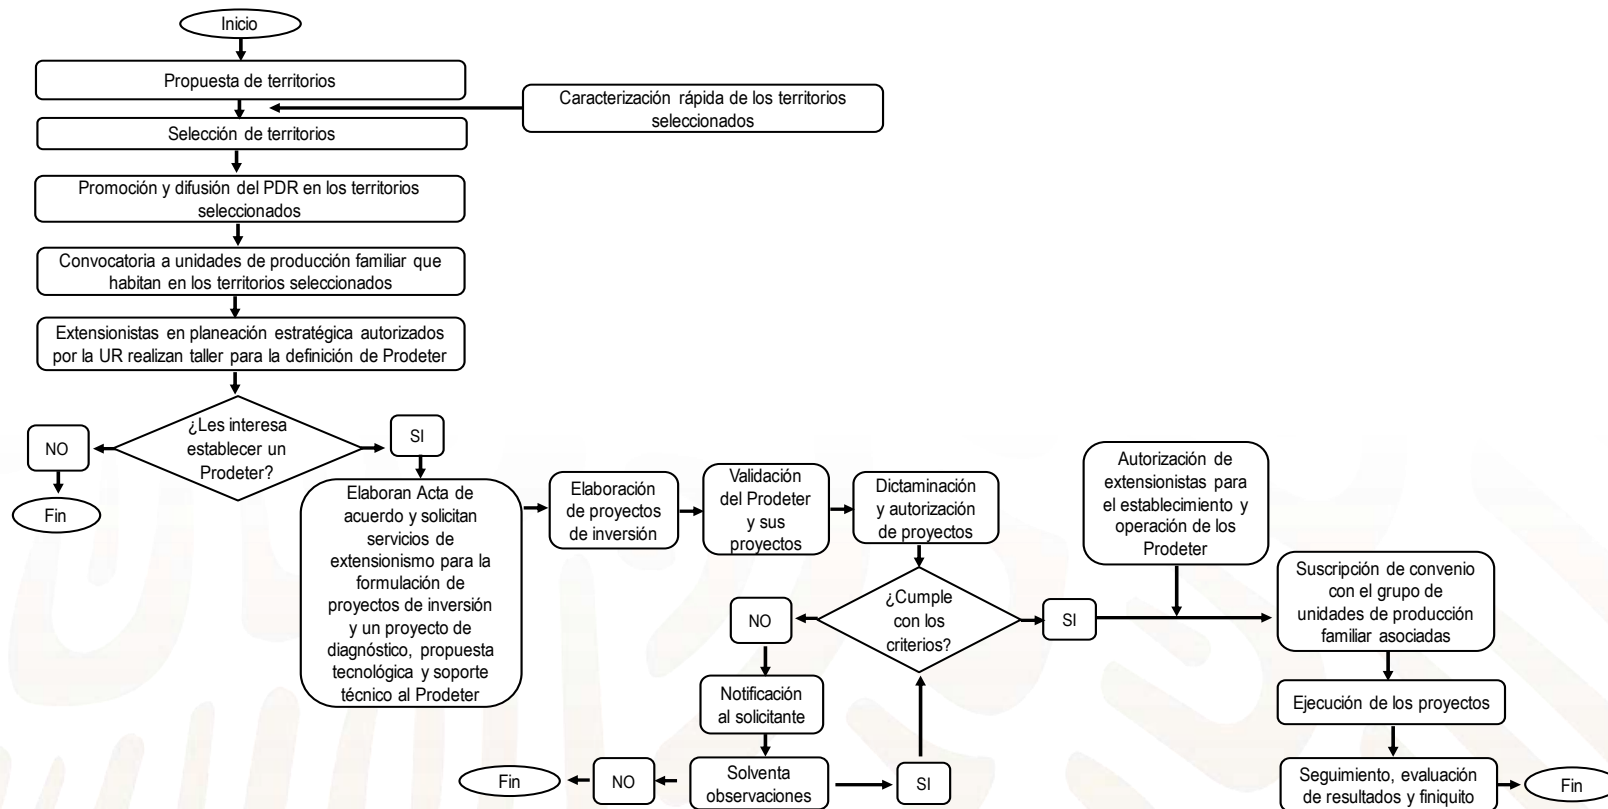 Inicio
Propuesta de territorios
Caracterización rápida de los territorios
seleccionados
Selección de territorios
Promoción y difusión del PDR en los territorios
seleccionados
Convocatoria a unidades de producción familiar que
habitan en los territorios seleccionados
Extensionistas en planeación estratégica autorizados
por la UR realizan taller para la definición de Prodeter
¿Les interesa
establecer un
Prodeter?
NO
Fin
SI
Elaboran Acta de
acuerdo y solicitan
servicios de
extensionismo para la
formulación de
proyectos de inversión
y un proyecto de
diagnóstico, propuesta
tecnológica y soporte
técnico al Prodeter
Elaboración
de proyectos
de inversión
Validación
del Prodeter
y sus
proyectos
Dictaminación
y autorización
de proyectos
¿Cumple
con los
criterios?
NO
Notificación
al solicitante
Solventa
observaciones
NO
Fin
SI
SI
Autorización de
extensionistas para
el establecimiento y
operación de los
Prodeter
Suscripción de convenio
con el grupo de
unidades de producción
familiar asociadas
Ejecución de los proyectos
Seguimiento, evaluación
de resultados y finiquito
Fin